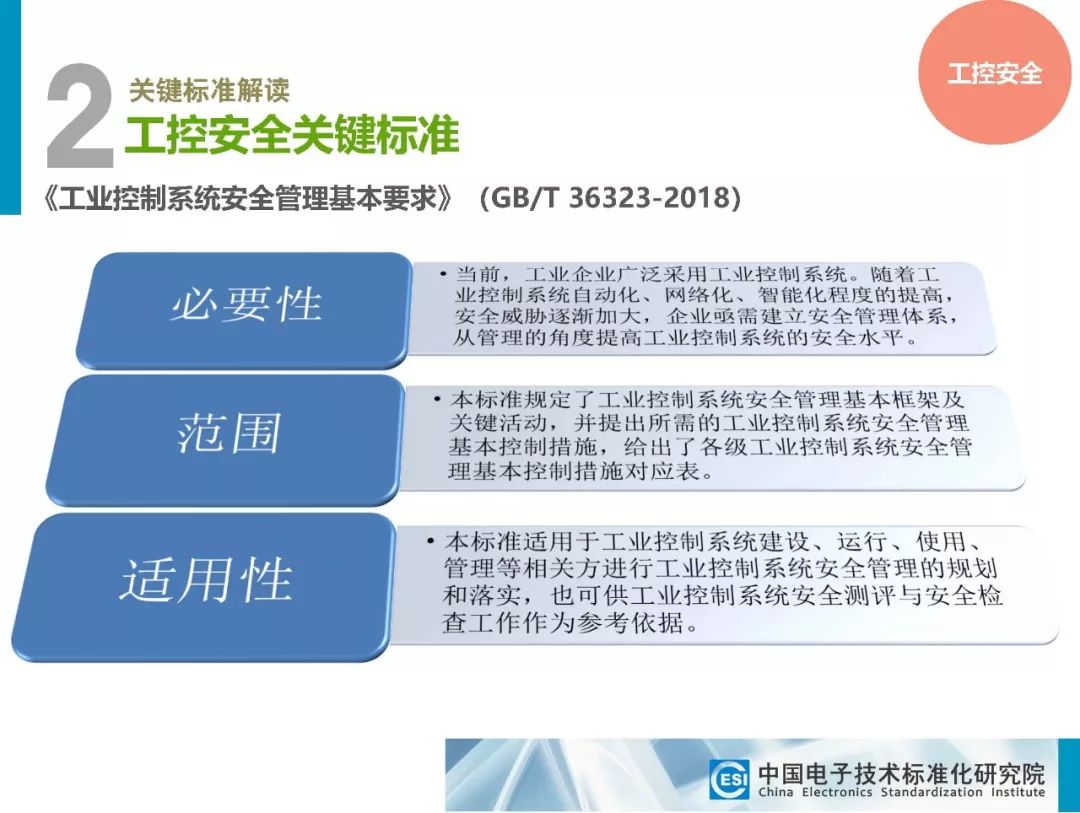 工控安全
2
关键标准解读
工控安全关键标准
《工业控制系统安全管理基本要求》（GB/T 36323-2018）
必要性
• 当前，工业企业广泛采用工业控制系统。随着工
业控制系统自动化、网络化、智能化程度的提高，
安全威胁逐渐加大，企业亟需建立安全管理体系，
从管理的角度提高工业控制系统的安全水平。
范围
• 本标准规定了工业控制系统安全管理基本框架及
关键活动，并提出所需的工业控制系统安全管理
基本控制措施，给出了各级工业控制系统安全管
理基本控制措施对应表。
适用性
• 本标准适用于工业控制系统建设、运行、使用、
管理等相关方进行工业控制系统安全管理的规划
和落实，也可供工业控制系统安全测评与安全检
查工作作为参考依据。
CESI
中国电子技术标准化研究院
China Electronics Standardization Institute